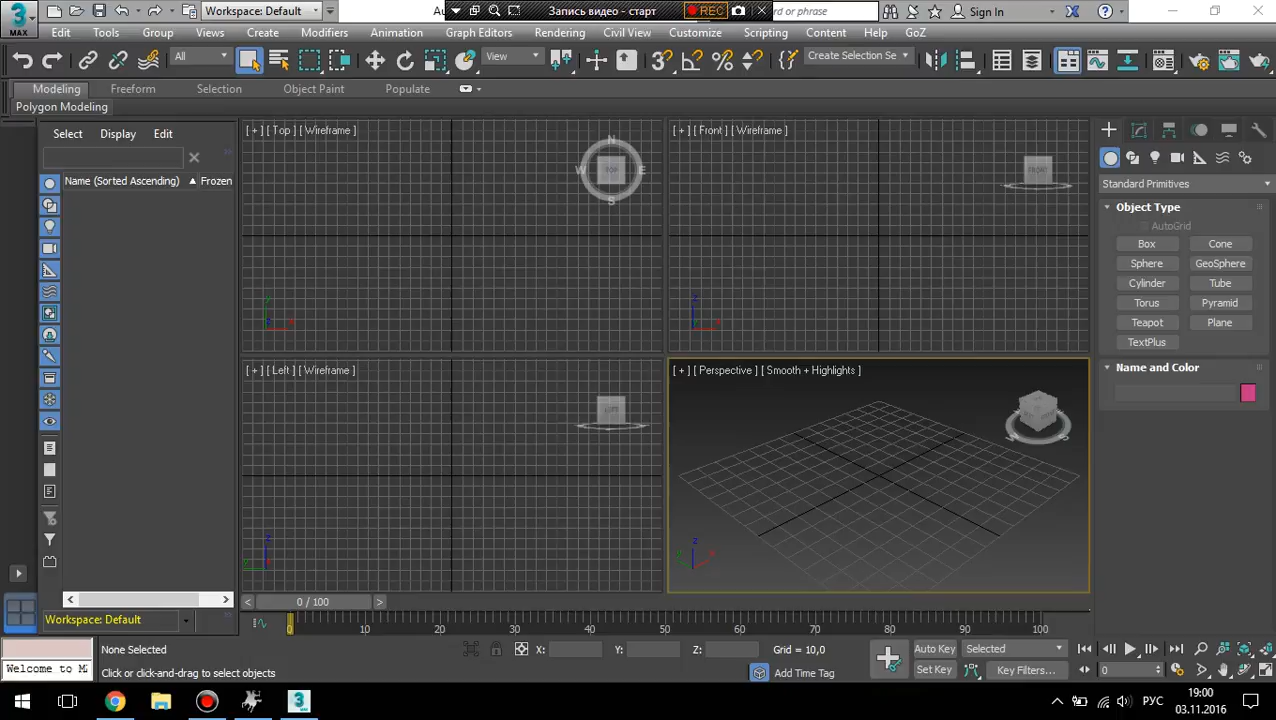 Workspace: Default
Au
Запись видео - старт
REC
d or phrase
Sign In
MAX
Edit Tools Group Views Create Modifiers Animation Graph Editors Rendering Civil View Customize Scripting Content Help GoZ
All
View
Create Selection Se
Modeling Freeform Selection Object Paint Populate
Polygon Modeling
Select Display Edit
Name (Sorted Ascending) Frozen
[ + ] [ Top ] [ Wireframe ]
N
W TOP E
S
[ + ] [ Front ] [ Wireframe ]
FRONT
y
z x
z
y x
[ + ] [ Left ] [ Wireframe ]
LEFT
z
y x
[ + ] [ Perspective ] [ Smooth + Highlights ]
W S
z
y x
Standard Primitives
Object Type
AutoGrid
Box Cone
Sphere GeoSphere
Cylinder Tube
Torus Pyramid
Teapot Plane
TextPlus
Name and Color
< 0 / 100 >
Workspace: Default
0 10 20 30 40 50 60 70 80 90 100
None Selected
X: Y: Z: Grid = 10,0
Auto Key Selected
Welcome to M
Click or click-and-drag to select objects
Add Time Tag
Set Key Key Filters...
0
РУС
19:00
03.11.2016